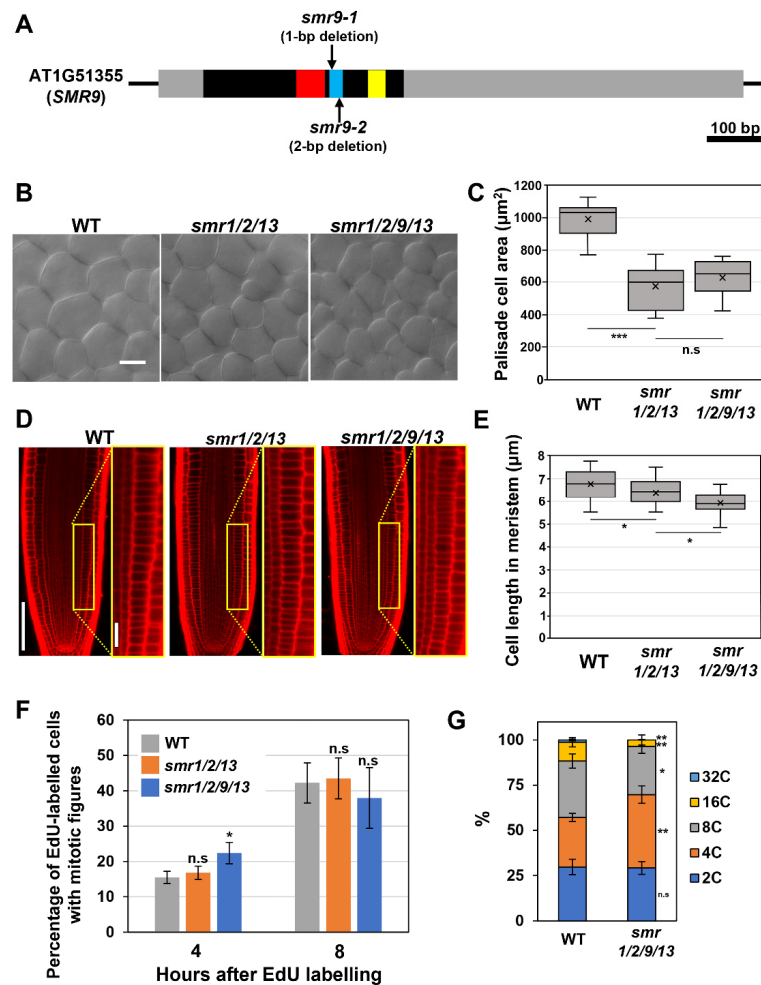 A
smr9-1
(1-bp deletion)
AT1G51355
(SMR9)
smr9-2
(2-bp deletion)
100 bp
B
WT
smr1/2/13
smr1/2/9/13
C
Palisade cell area (µm2)
1200
1000
800
600
400
200
0
***
n.s
WT
smr
1/2/13
smr
1/2/9/13
D
WT
smr1/2/13
smr1/2/9/13
E
Cell length in meristem (µm)
8
7
6
5
4
3
2
1
0
*
*
WT
smr
1/2/13
smr
1/2/9/13
F
Percentage of EdU-labelled cells
with mitotic figures
60
50
40
30
20
10
0
WT
smr1/2/13
smr1/2/9/13
n.s
*
n.s
n.s
4
8
Hours after EdU labelling
G
%
100
75
50
25
0
**
**
*
**
n.s
32C
16C
8C
4C
2C
WT
smr
1/2/9/13